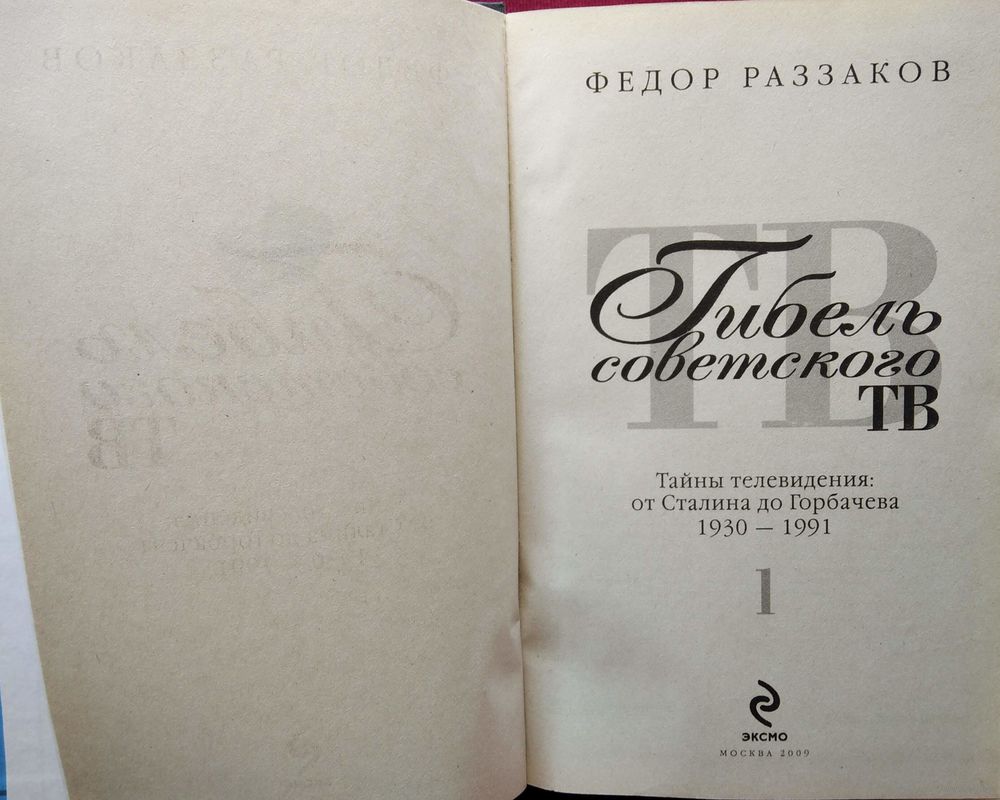 ФЕДОР РАЗЗАКОВ
ТВ
Гибель
советского
ТВ
Тайны телевидения:
от Сталина до Горбачева
1930 — 1991
1
ЭКСМО
МОСКВА 2009